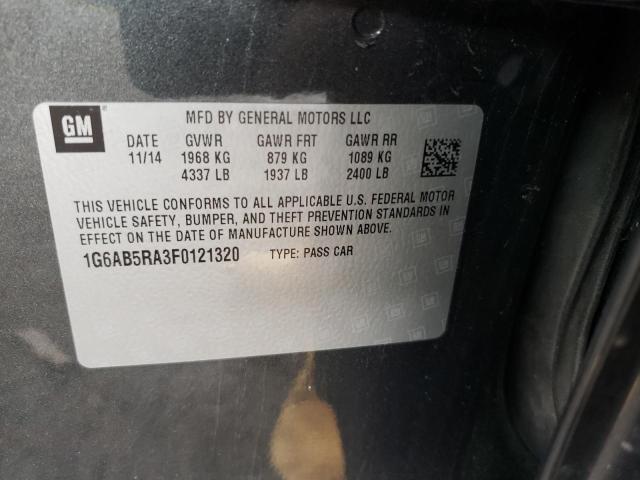 GM
MFD BY GENERAL MOTORS LLC
DATE GVWR GAWR FRT GAWR RR
11/14 1968 KG 879 KG 1089 KG
4337 LB 1937 LB 2400 LB
THIS VEHICLE CONFORMS TO ALL APPLICABLE U.S. FEDERAL MOTOR
VEHICLE SAFETY, BUMPER, AND THEFT PREVENTION STANDARDS IN
EFFECT ON THE DATE OF MANUFACTURE SHOWN ABOVE.
1G6AB5RA3F0121320 TYPE: PASS CAR